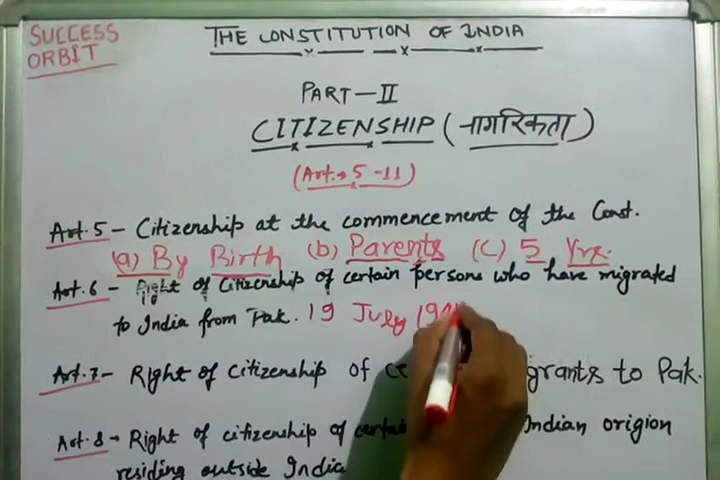 SUCCESS
ORBIT
THE CONSTITUTION OF INDIA
PART-II
CITIZENSHIP (नागरिकता)
(Art.→ 5-11)
Art.5 - Citizenship at the commencement of the Const.
(a) By Birth (b) Parents (c) 5 Yrs.
Art.6 - Right of Citizenship of certain persons who have migrated
to India from Pak. 19 July
Art.7 - Right of citizenship of grants to Pak.
Art.8 → Right of citizenship of certain Indian origion
residing outside India